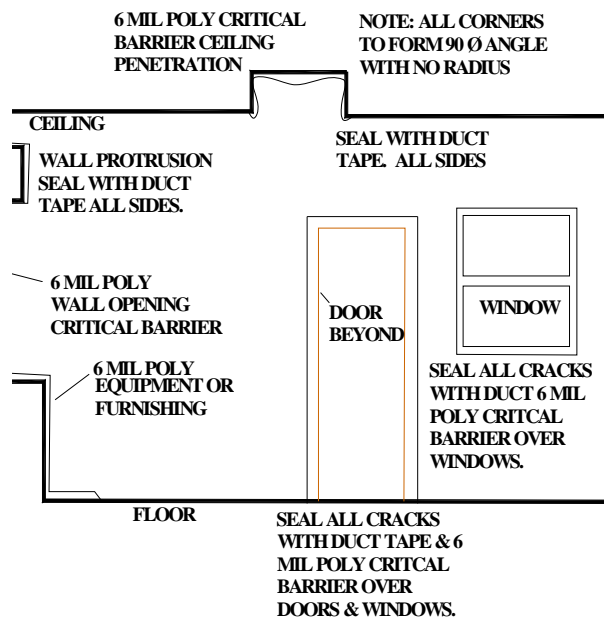 6 MIL POLY CRITICAL
BARRIER CEILING
PENETRATION
NOTE: ALL CORNERS
TO FORM 90 Ø ANGLE
WITH NO RADIUS
CEILING
SEAL WITH DUCT
TAPE. ALL SIDES
WALL PROTRUSION
SEAL WITH DUCT
TAPE ALL SIDES.
6 MIL POLY
WALL OPENING
CRITICAL BARRIER
DOOR
BEYOND
WINDOW
6 MIL POLY
EQUIPMENT OR
FURNISHING
SEAL ALL CRACKS
WITH DUCT 6 MIL
POLY CRITCAL
BARRIER OVER
WINDOWS.
FLOOR
SEAL ALL CRACKS
WITH DUCT TAPE & 6
MIL POLY CRITCAL
BARRIER OVER
DOORS & WINDOWS.